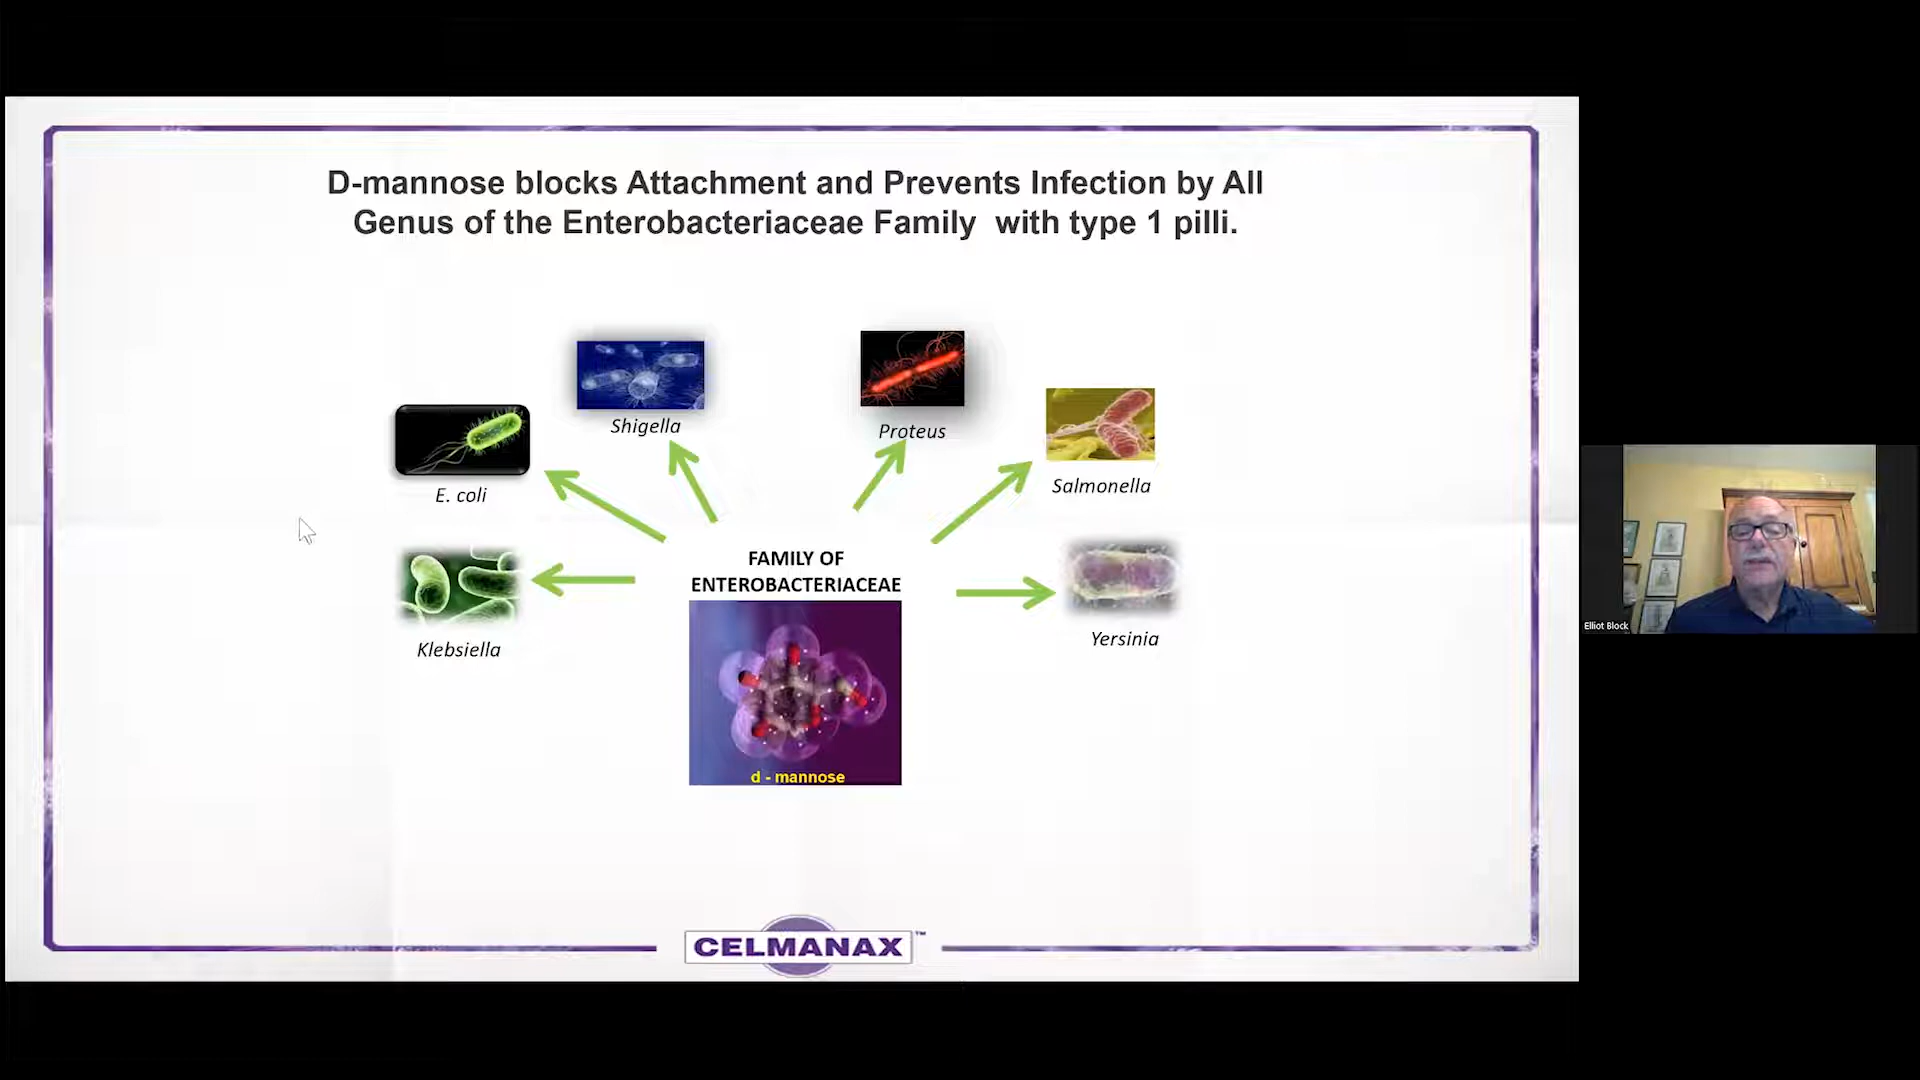 D-mannose blocks Attachment and Prevents Infection by All
Genus of the Enterobacteriaceae Family with type 1 pilli.
Shigella
Proteus
E. coli
Salmonella
FAMILY OF
ENTEROBACTERIACEAE
Klebsiella
Yersinia
d - mannose
CELMANAX™
Elliot Block